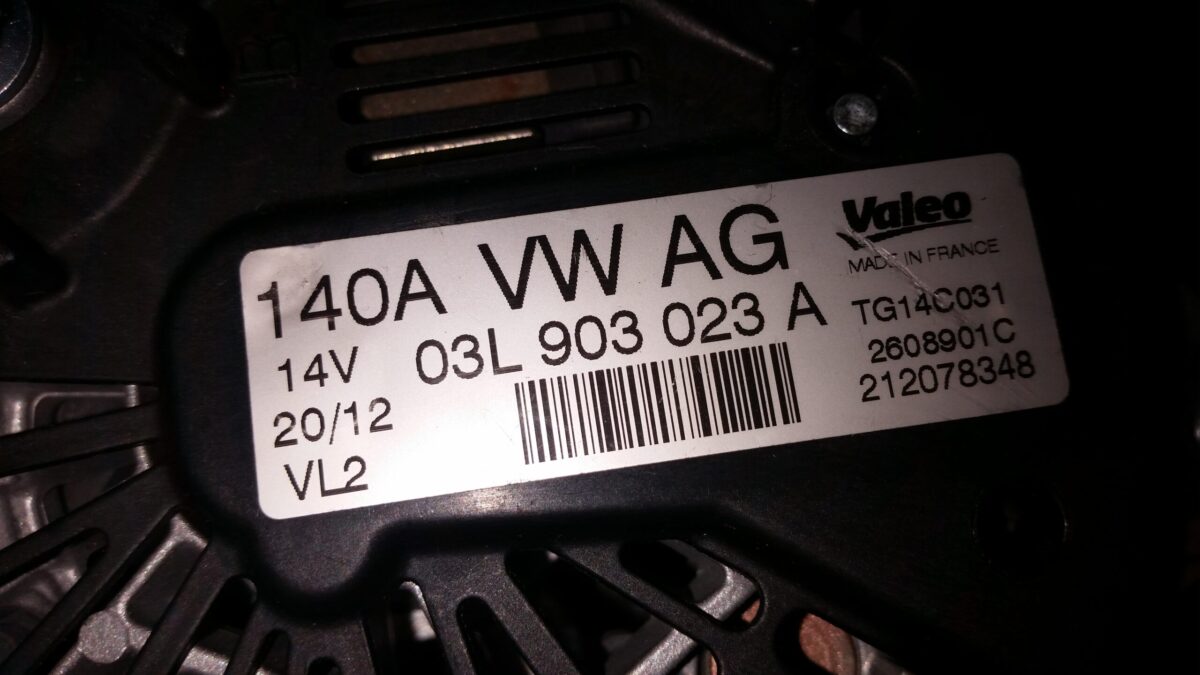 140A VW AG
14V 03L 903 023 A
20/12
VL2
Valeo
MADE IN FRANCE
TG14C031
2608901C
212078348